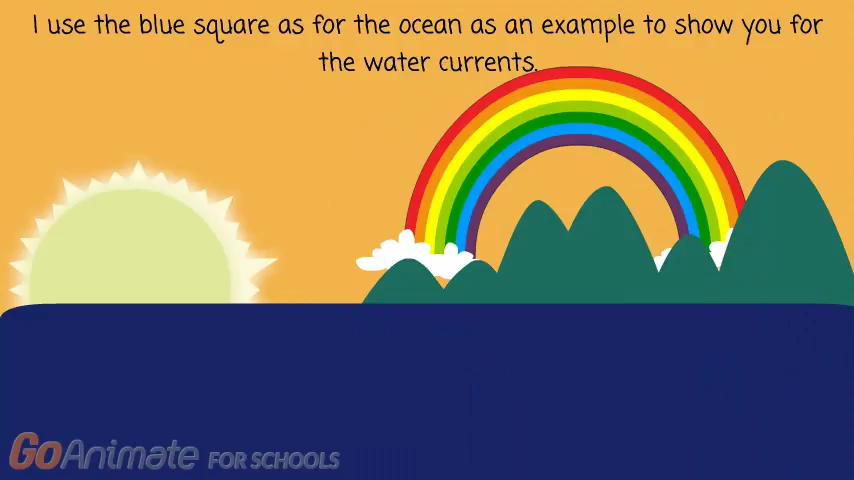 I use the blue square as for the ocean as an example to show you for
the water currents.
GoAnimate FOR SCHOOLS